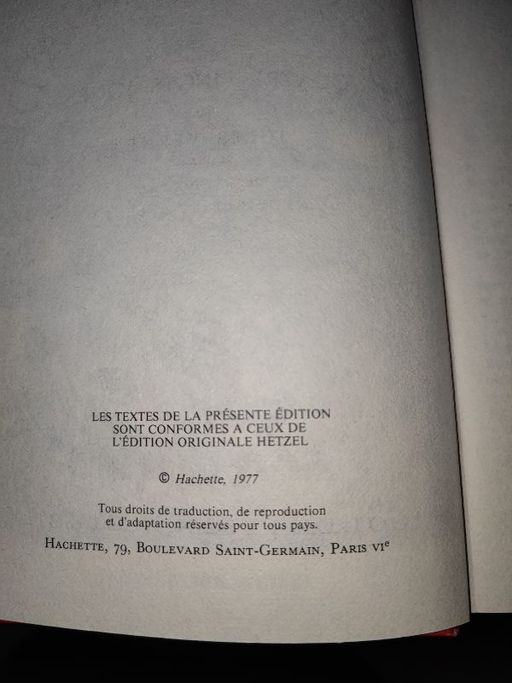 LES TEXTES DE LA PRÉSENTE ÉDITION
SONT CONFORMES A CEUX DE
L'ÉDITION ORIGINALE HETZEL
© Hachette, 1977
Tous droits de traduction, de reproduction
et d'adaptation réservés pour tous pays.
HACHETTE, 79, BOULEVARD SAINT-GERMAIN, PARIS VIe